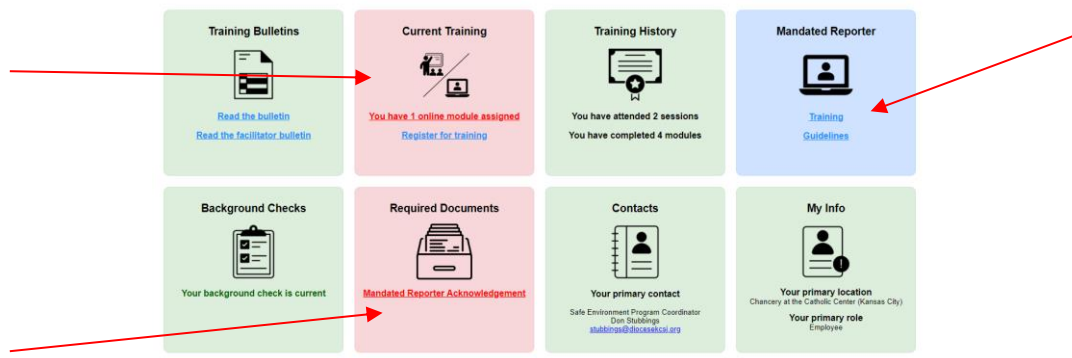 Training Bulletins
Read the bulletin
Read the facilitator bulletin
Current Training
You have 1 online module assigned
Register for training
Training History
You have attended 2 sessions
You have completed 4 modules
Mandated Reporter
Training
Guidelines
Background Checks
Your background check is current
Required Documents
Mandated Reporter Acknowledgement
Contacts
Your primary contact
Safe Environment Program Coordinator
Don Stubbings
stubbings@diocesekcsj.org
My Info
Your primary location
Chancery at the Catholic Center (Kansas City)
Your primary role
Employee